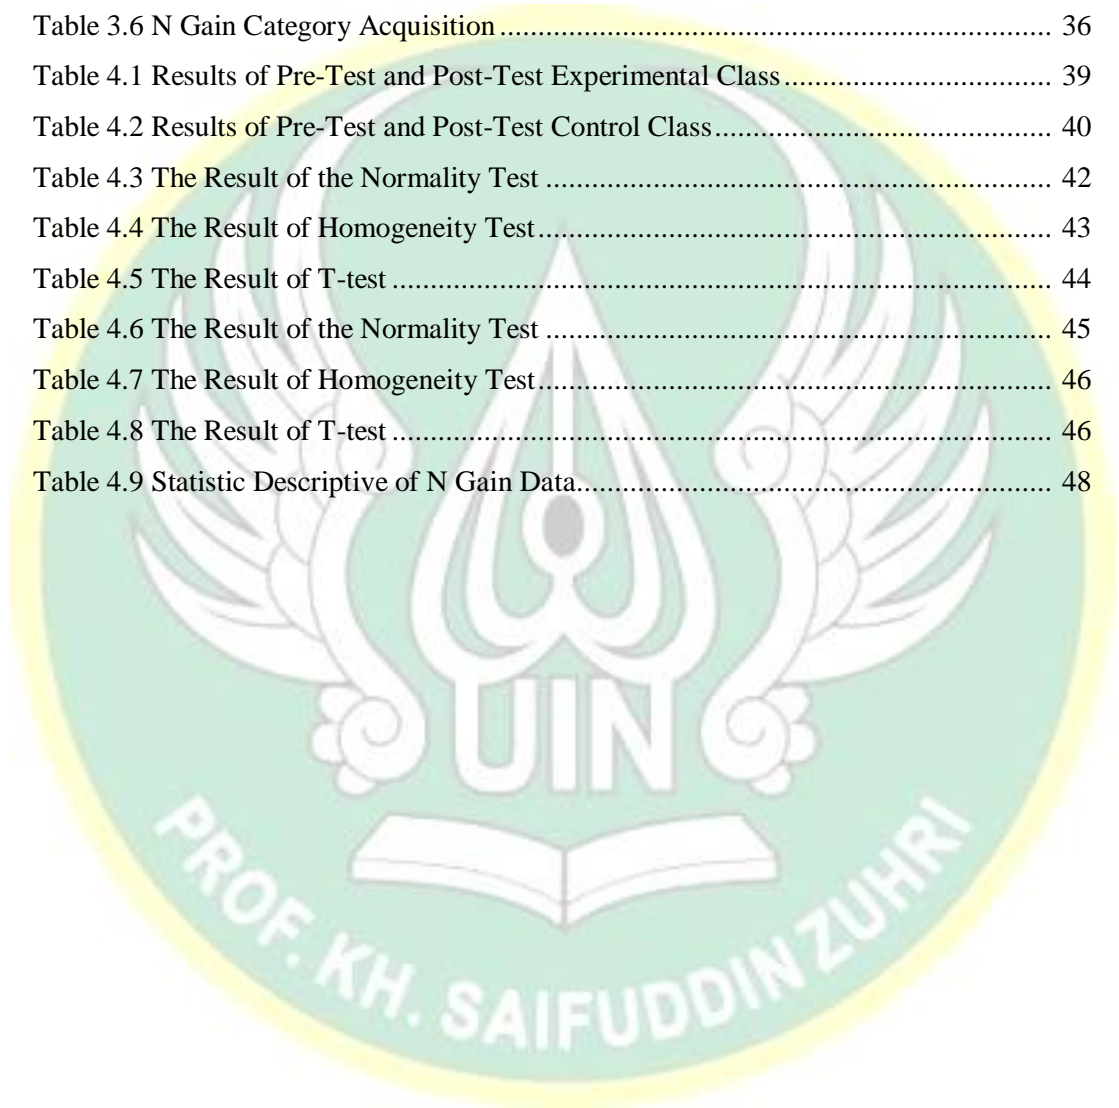 Table 3.6 N Gain Category Acquisition ........................................................................ 36
Table 4.1 Results of Pre-Test and Post-Test Experimental Class ................................... 39
Table 4.2 Results of Pre-Test and Post-Test Control Class ............................................ 40
Table 4.3 The Result of the Normality Test .................................................................. 42
Table 4.4 The Result of Homogeneity Test ................................................................... 43
Table 4.5 The Result of T-test ...................................................................................... 44
Table 4.6 The Result of the Normality Test .................................................................. 45
Table 4.7 The Result of Homogeneity Test ................................................................... 46
Table 4.8 The Result of T-test ...................................................................................... 46
Table 4.9 Statistic Descriptive of N Gain Data .............................................................. 48
UIN
PROF. KH. SAIFUDDIN ZUHRI